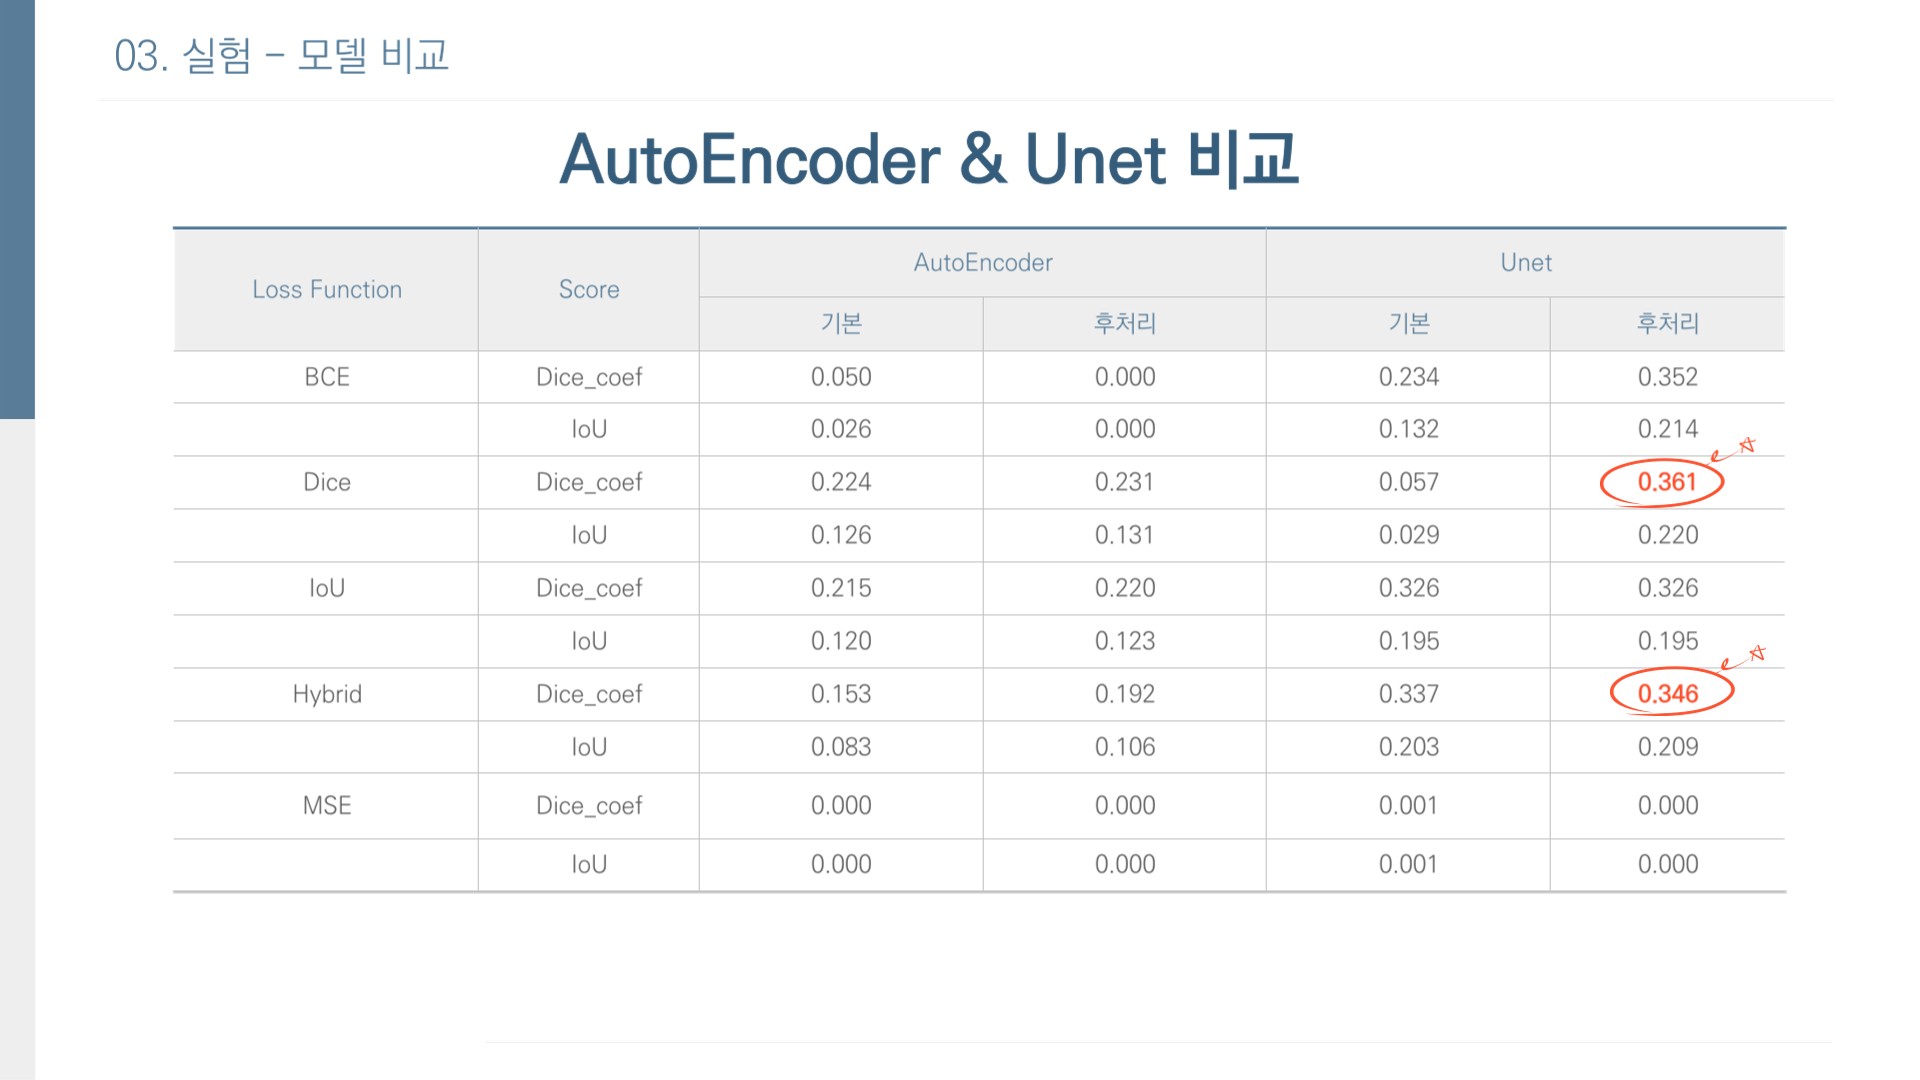 03. 실험 – 모델 비교
AutoEncoder & Unet 비교
Loss Function Score AutoEncoder Unet
기본 후처리 기본 후처리
BCE Dice_coef 0.050 0.000 0.234 0.352
IoU 0.026 0.000 0.132 0.214
Dice Dice_coef 0.224 0.231 0.057 0.361
IoU 0.126 0.131 0.029 0.220
IoU Dice_coef 0.215 0.220 0.326 0.326
IoU 0.120 0.123 0.195 0.195
Hybrid Dice_coef 0.153 0.192 0.337 0.346
IoU 0.083 0.106 0.203 0.209
MSE Dice_coef 0.000 0.000 0.001 0.000
IoU 0.000 0.000 0.001 0.000